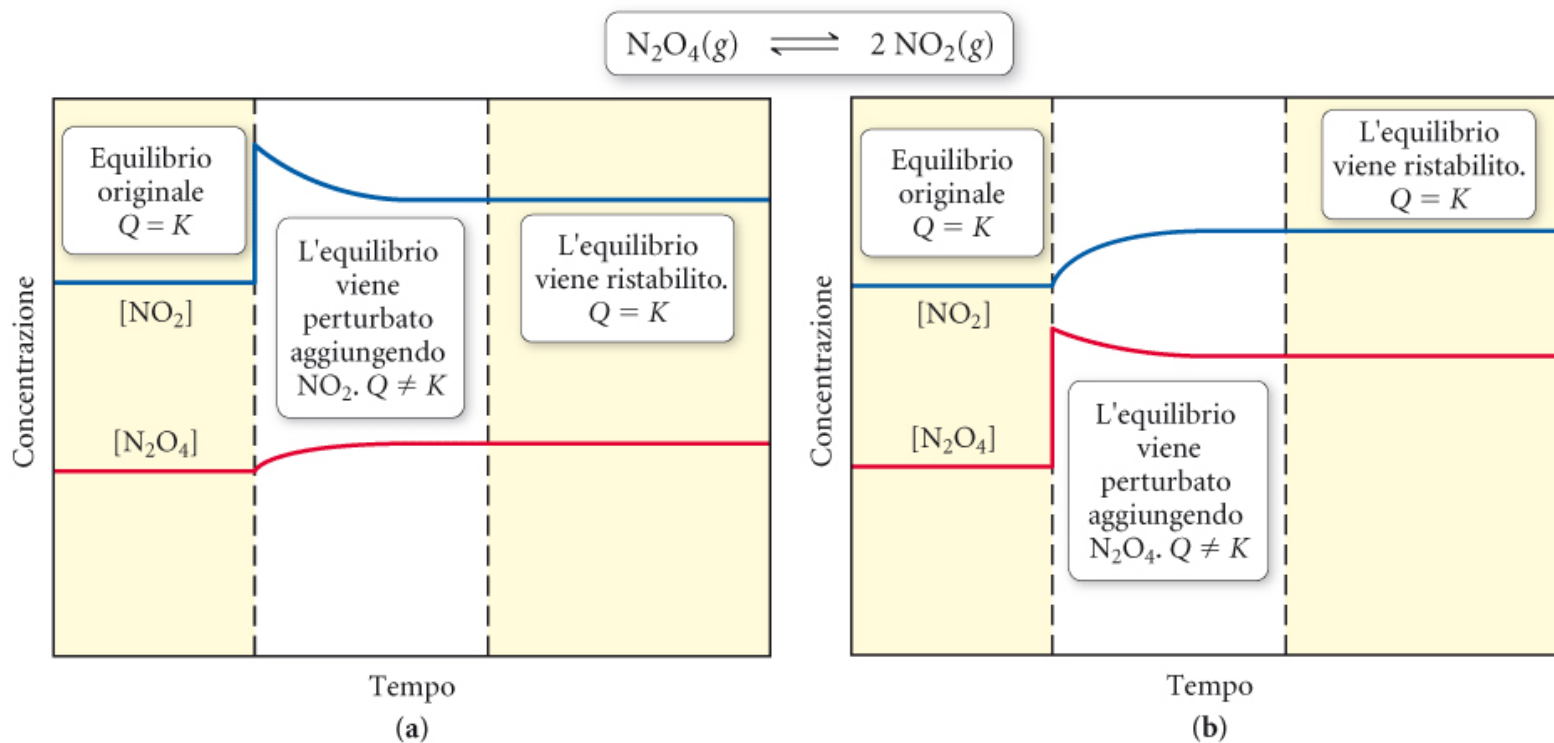 N₂O₄(g) ⇌ 2 NO₂(g)
Concentrazione
Equilibrio
originale
Q = K
[NO₂]
[N₂O₄]
L'equilibrio
viene
perturbato
aggiungendo
NO₂. Q ≠ K
L'equilibrio
viene ristabilito.
Q = K
Tempo
(a)
Concentrazione
Equilibrio
originale
Q = K
[NO₂]
[N₂O₄]
L'equilibrio
viene
perturbato
aggiungendo
N₂O₄. Q ≠ K
L'equilibrio
viene ristabilito.
Q = K
Tempo
(b)